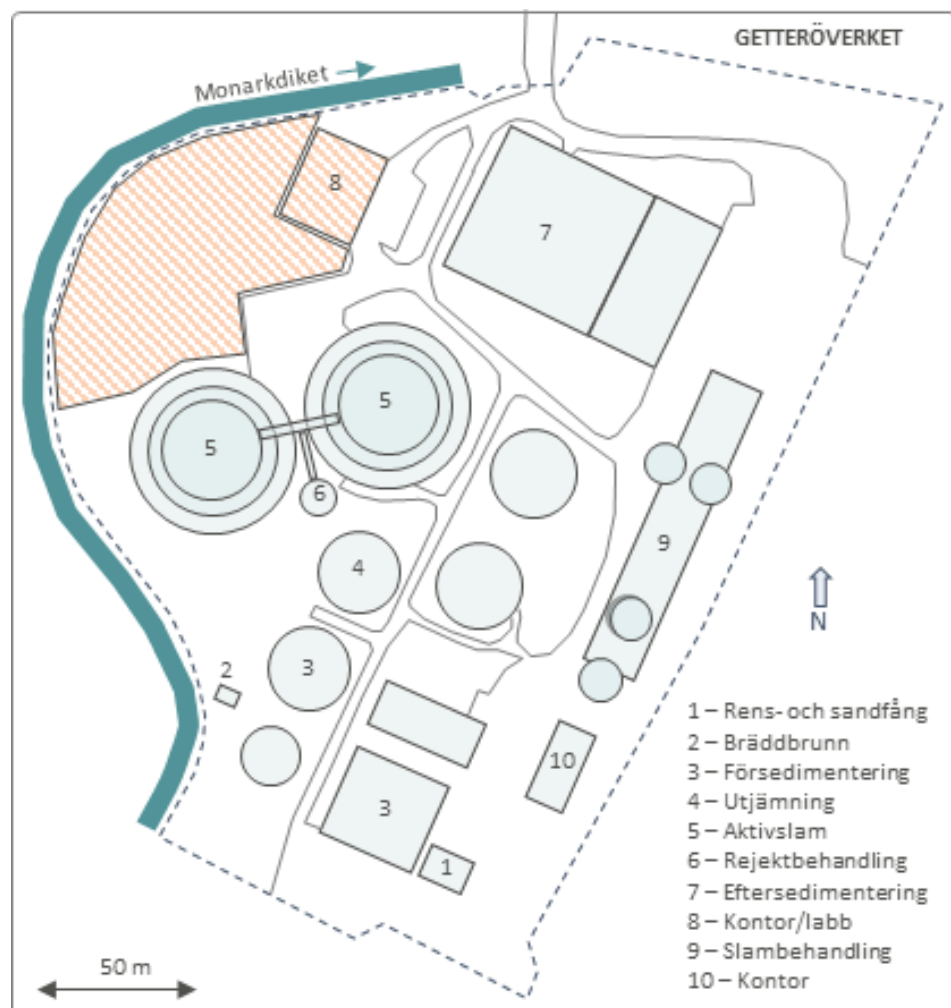 GETTERÖVERKET
Monarkdiket
8
7
5
5
6
9
4
N
3
2
10
3
1
1 – Rens- och sandfång
2 – Bräddbrunn
3 – Försedimentering
4 – Utjämning
5 – Aktivslam
6 – Rejektbehandling
7 – Eftersedimentering
8 – Kontor/labb
9 – Slambehandling
10 – Kontor
50 m